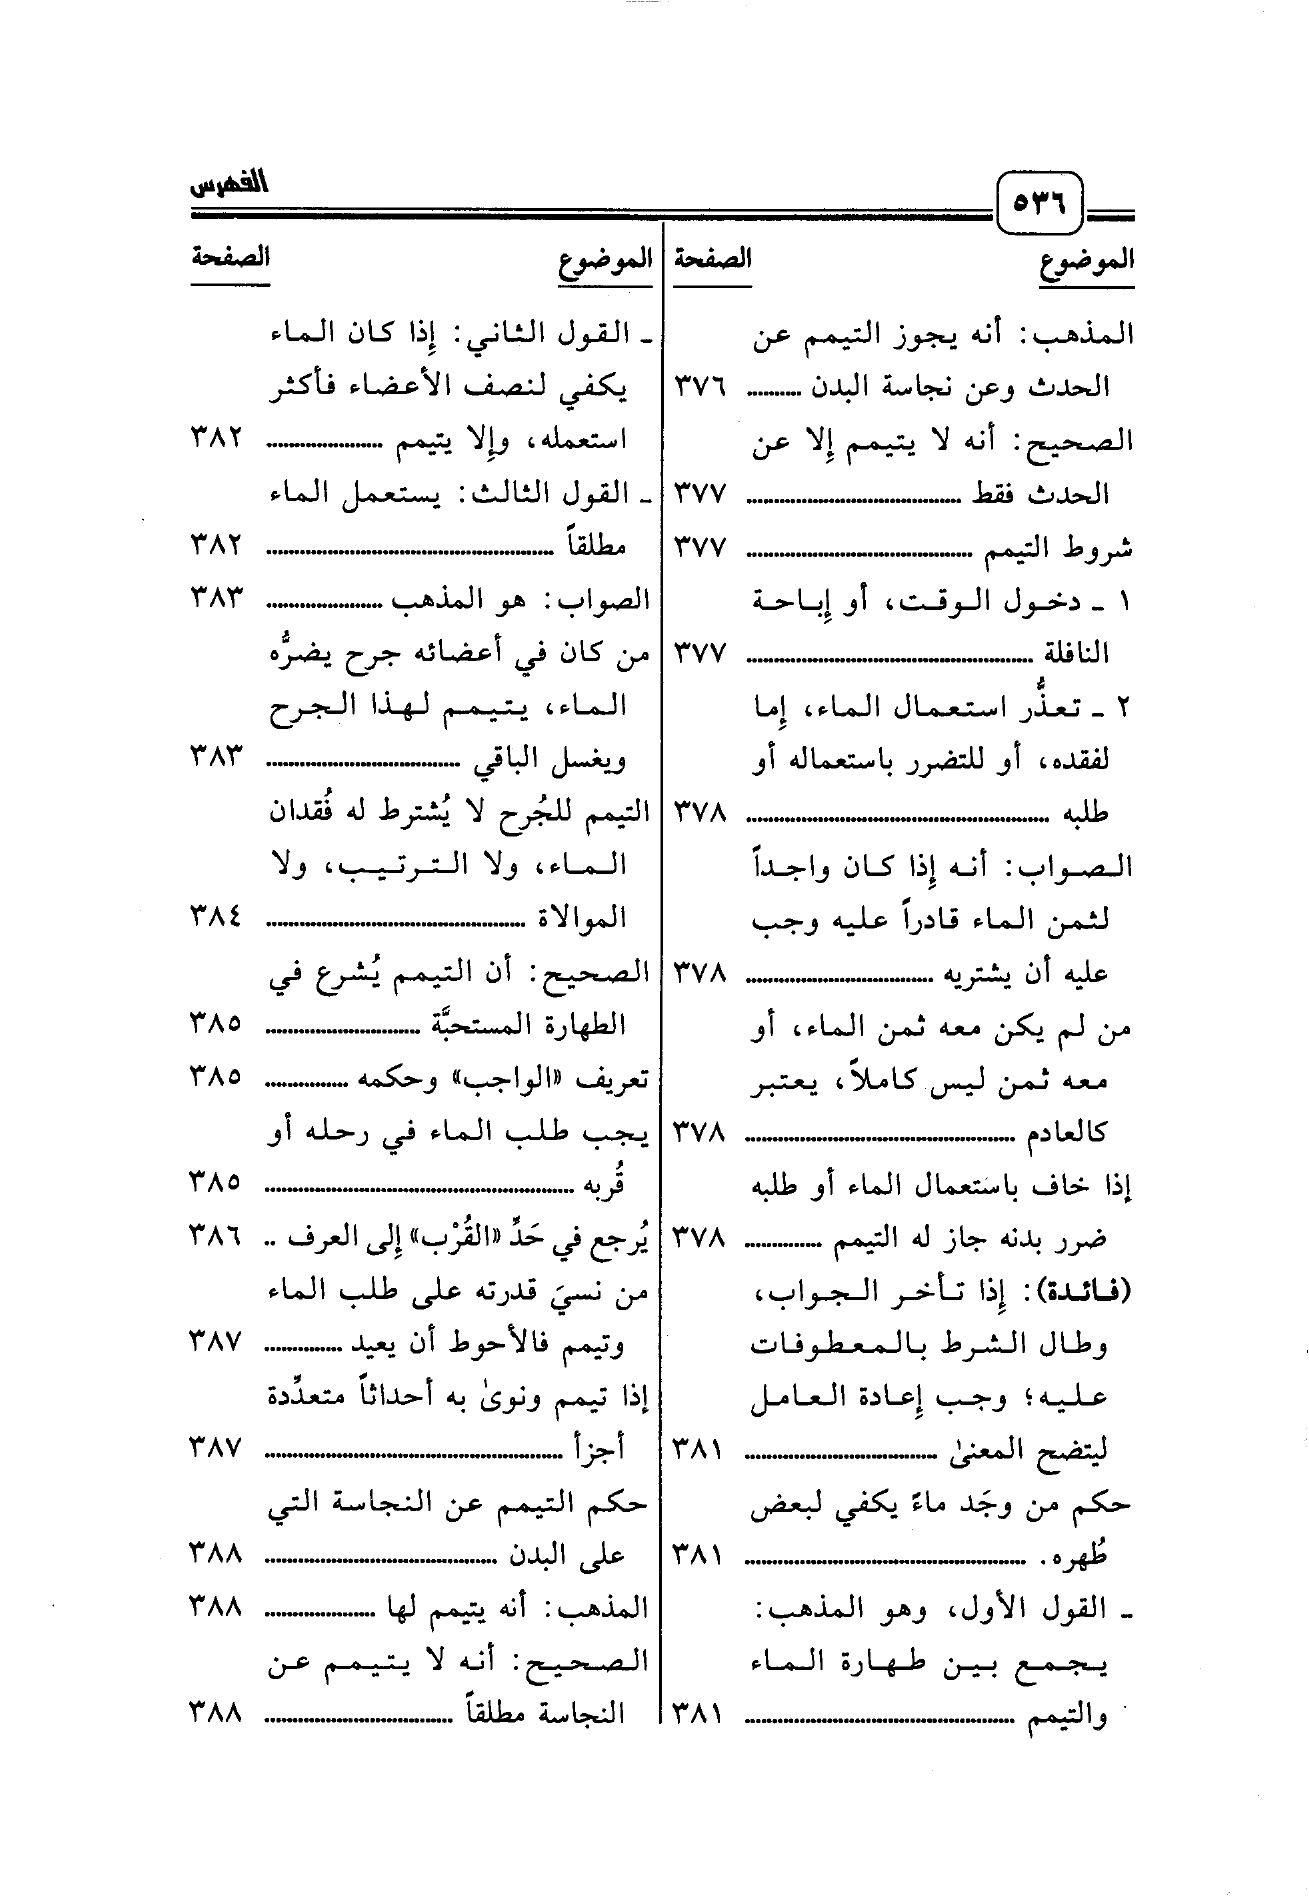 الفهرس
٥٣٦
الموضوع الصفحة
المذهب: أنه يجوز التيمم عن
الحدث وعن نجاسة البدن ........... ٣٧٦
الصحيح: أنه لا يتيمم إلا عن
الحدث فقط ........... ٣٧٧
شروط التيمم ........... ٣٧٧
١ ـ دخول الوقت، أو إباحة
النافلة ........... ٣٧٧
٢ ـ تعذُّر استعمال الماء، إما
لفقده، أو للتضرر باستعماله أو
طلبه ........... ٣٧٨
الصواب: أنه إذا كان واجداً
لثمن الماء قادراً عليه وجب
عليه أن يشتريه ........... ٣٧٨
من لم يكن معه ثمن الماء، أو
معه ثمن ليس كاملاً، يعتبر
كالعادم ........... ٣٧٨
إذا خاف باستعمال الماء أو طلبه
ضرر بدنه جاز له التيمم ........... ٣٧٨
(فائدة): إذا تأخر الجواب،
وطال الشرط بالمعطوفات
عليه؛ وجب إعادة العامل
ليتضح المعنىٰ ........... ٣٨١
حكم من وجَد ماءً يكفي لبعض
طُهره. ........... ٣٨١
ـ القول الأول، وهو المذهب:
يجمع بين طهارة الماء
والتيمم ........... ٣٨١
الموضوع الصفحة
ـ القول الثاني: إذا كان الماء
يكفي لنصف الأعضاء فأكثر
استعمله، وإلا يتيمم ........... ٣٨٢
ـ القول الثالث: يستعمل الماء
مطلقاً ........... ٣٨٢
الصواب: هو المذهب ........... ٣٨٣
من كان في أعضائه جرح يضرُّه
الماء، يتيمم لهذا الجرح
ويغسل الباقي ........... ٣٨٣
التيمم للجُرح لا يُشترط له فُقدان
الماء، ولا الترتيب، ولا
الموالاة ........... ٣٨٤
الصحيح: أن التيمم يُشرع في
الطهارة المستحبَّة ........... ٣٨٥
تعريف «الواجب» وحكمه ........... ٣٨٥
يجب طلب الماء في رحله أو
قُربه ........... ٣٨٥
يُرجع في حَدِّ «القُرْب» إلى العرف .. ٣٨٦
من نسيَ قدرته على طلب الماء
وتيمم فالأحوط أن يعيد ........... ٣٨٧
إذا تيمم ونوىٰ به أحداثاً متعدِّدة
أجزأ ........... ٣٨٧
حكم التيمم عن النجاسة التي
على البدن ........... ٣٨٨
المذهب: أنه يتيمم لها ........... ٣٨٨
الصحيح: أنه لا يتيمم عن
النجاسة مطلقاً ........... ٣٨٨